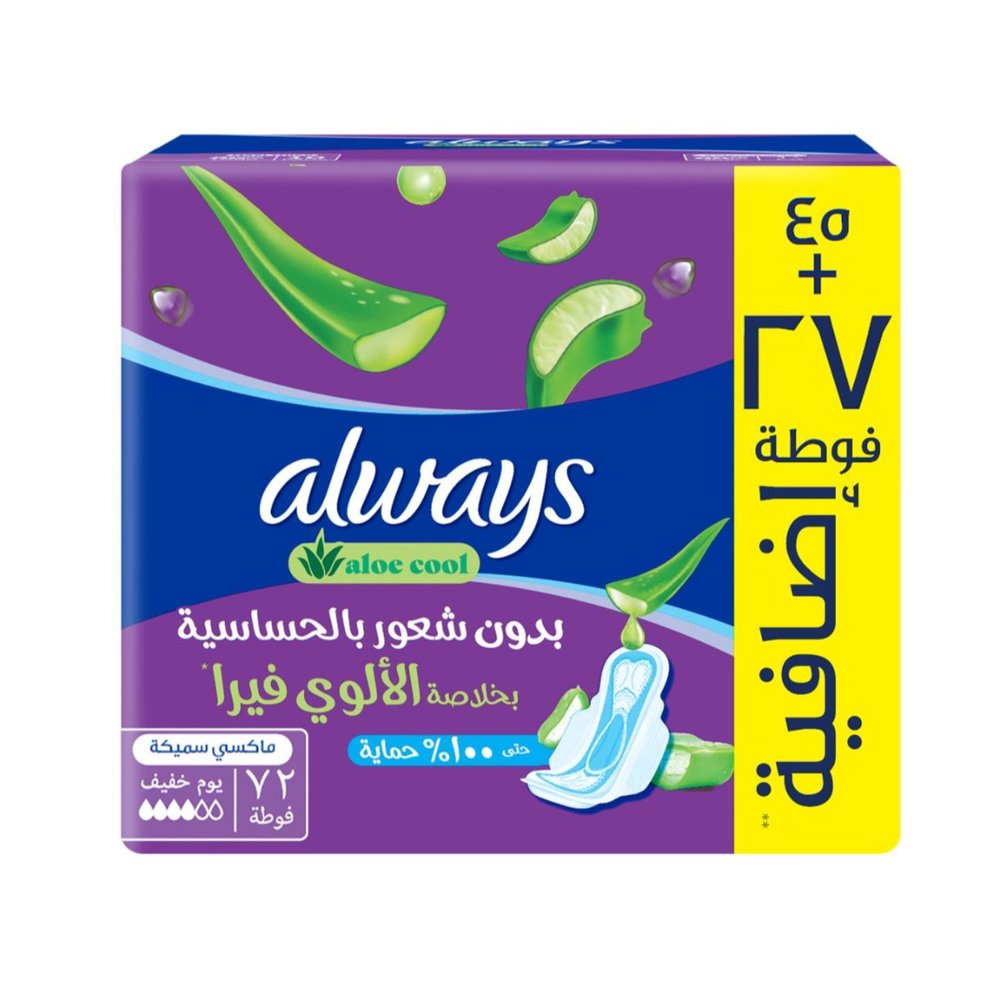 always
aloe cool
بدون شعور بالحساسية
بخلاصة الألوي فيرا*
حتى ١٠٠% حماية
ماكسي سميكة
٧٢
فوطة
يوم خفيف
٤٥
+
٢٧
فوطة
إضافية**
always